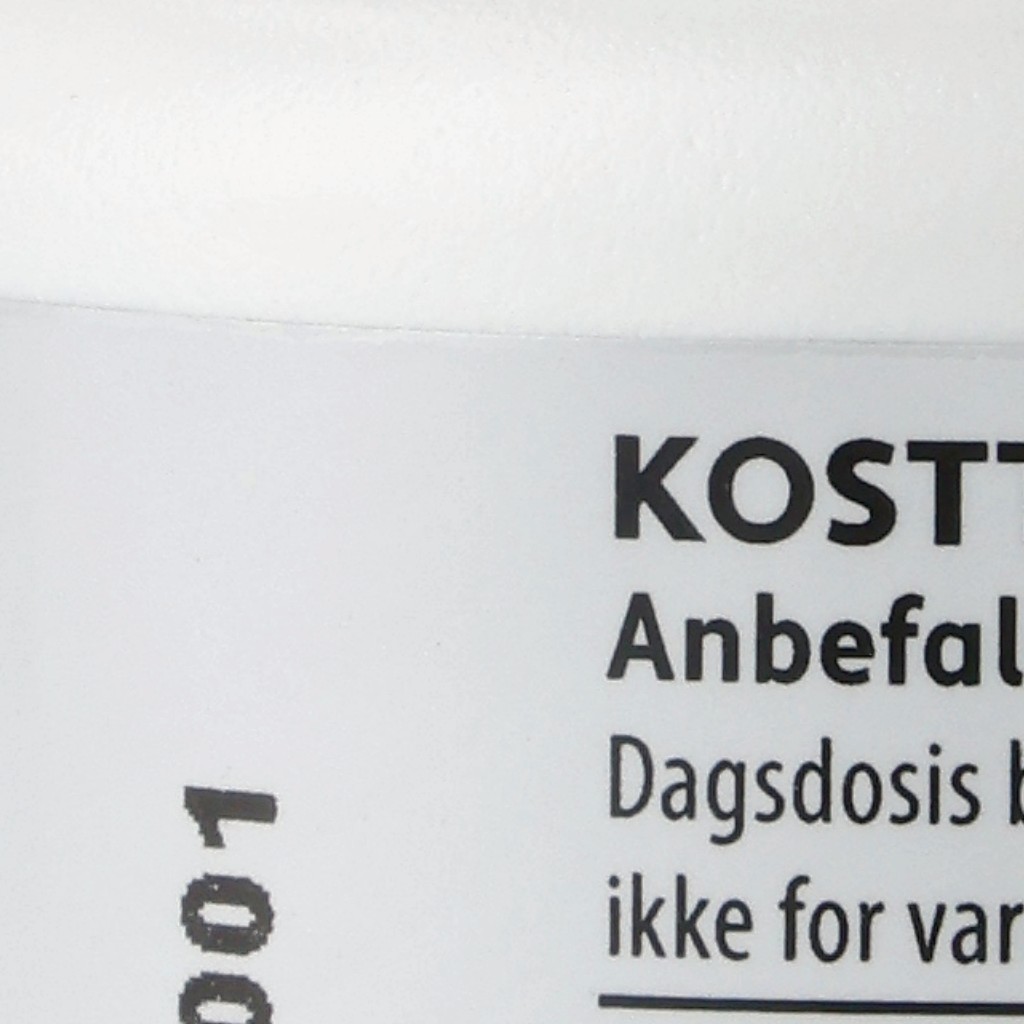 KOSTT
Anbefal
Dagsdosis b
ikke for var
001